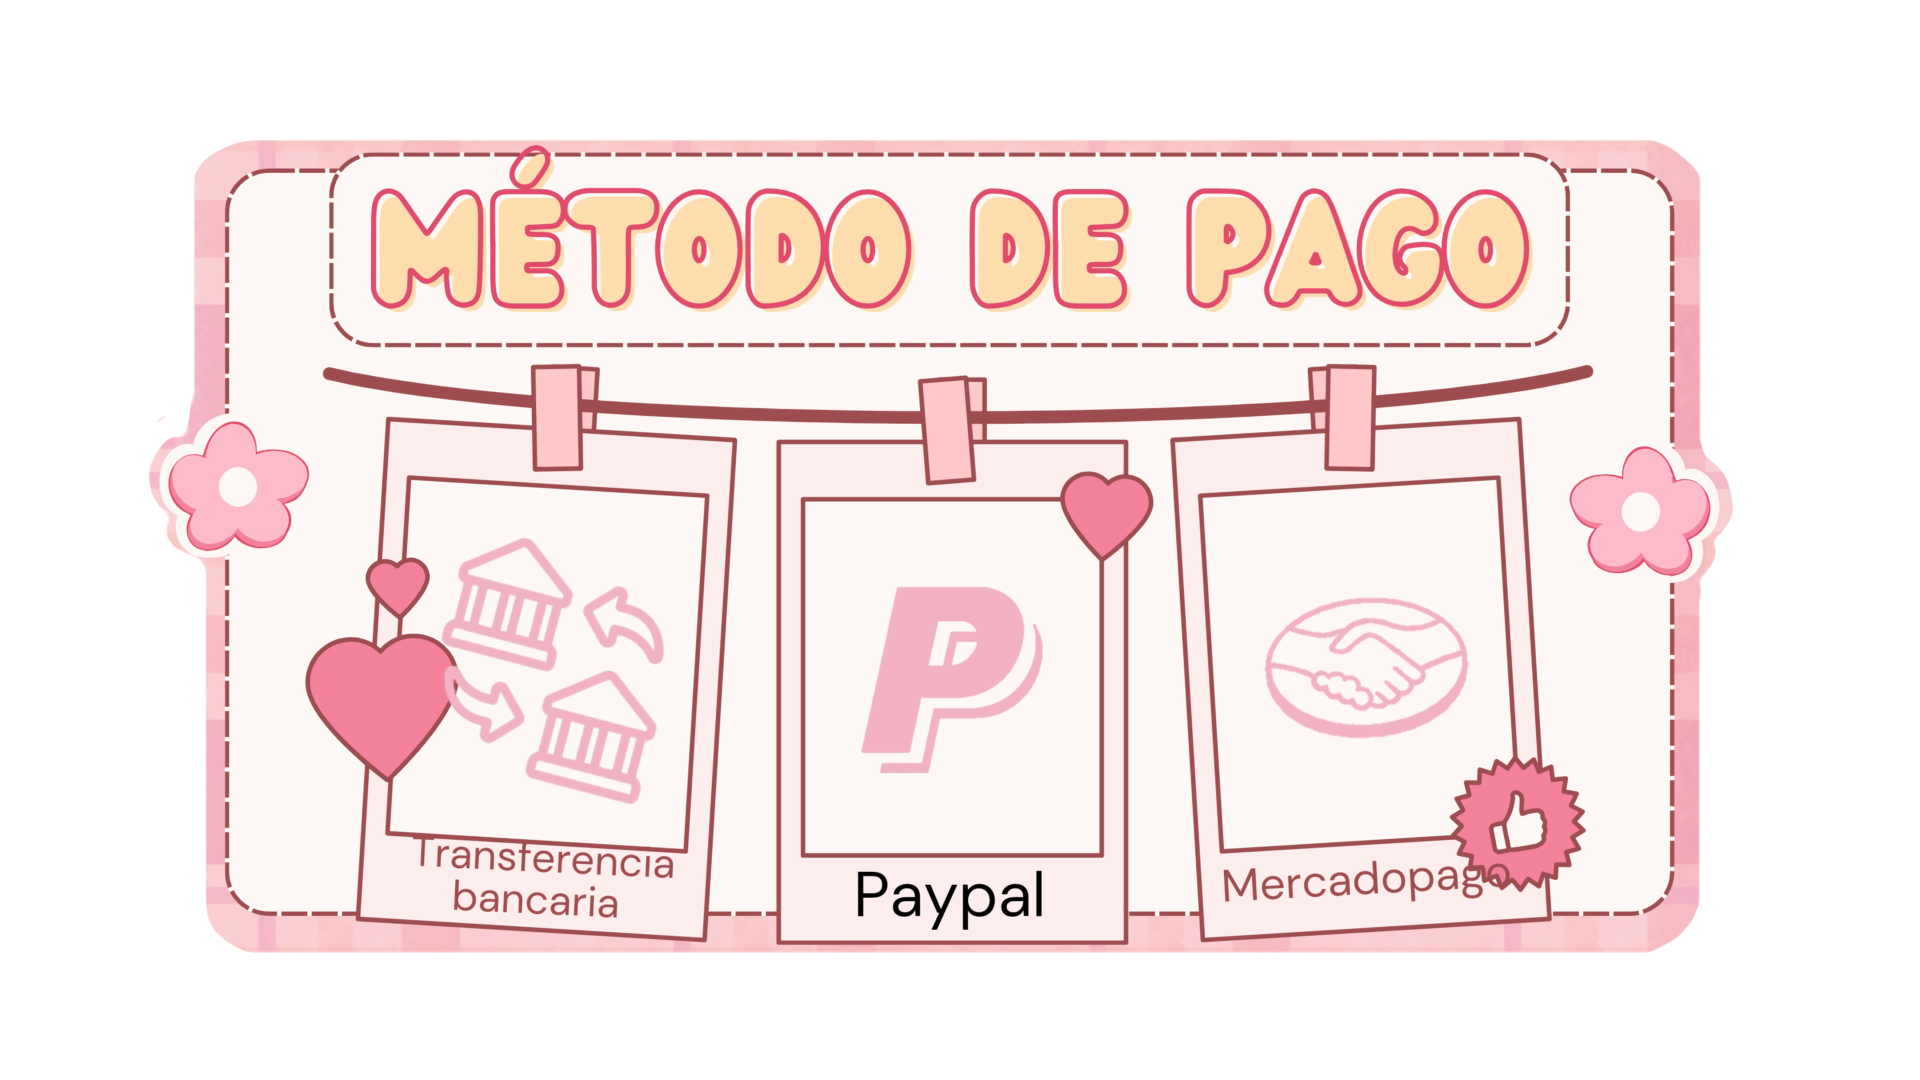 MÉTODO DE PAGO
Transferencia
bancaria
Paypal
Mercadopago